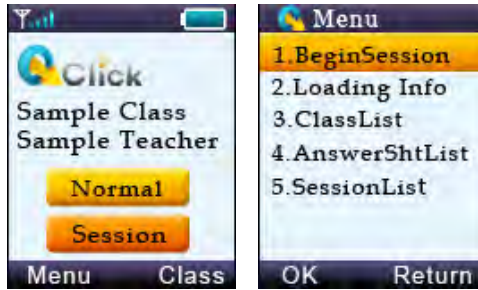 Click
Sample Class
Sample Teacher
Normal
Session
Menu Class
Menu
1.BeginSession
2.Loading Info
3.ClassList
4.AnswerShtList
5.SessionList
OK Return